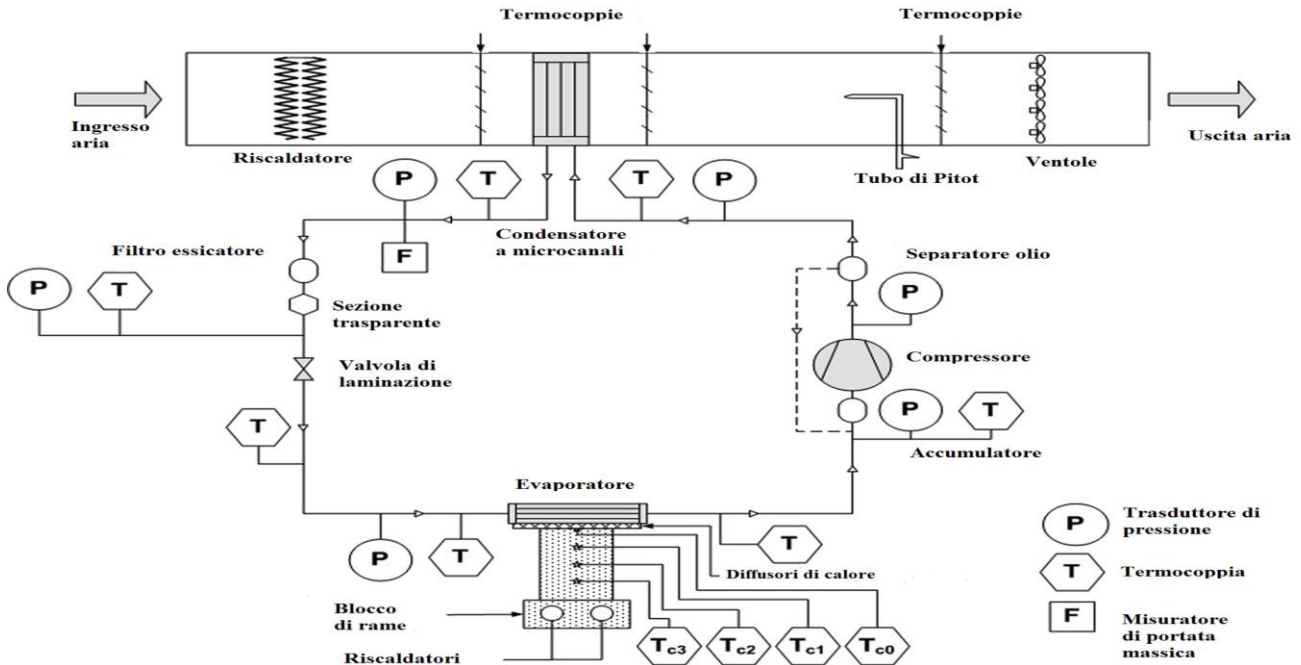 Termocoppie
Termocoppie
Ingresso
aria
Riscaldatore
Tubo di Pitot
Ventole
Uscita aria
P
T
T
P
Filtro essicatore
F
Condensatore
a microcanali
Separatore olio
P
T
P
Sezione
trasparente
Compressore
Valvola di
laminazione
P
T
T
Accumulatore
Evaporatore
P
T
T
Diffusori di calore
Blocco
di rame
Riscaldatori
Tc3
Tc2
Tc1
Tc0
P
Trasduttore di
pressione
T
Termocoppia
F
Misuratore
di portata
massica